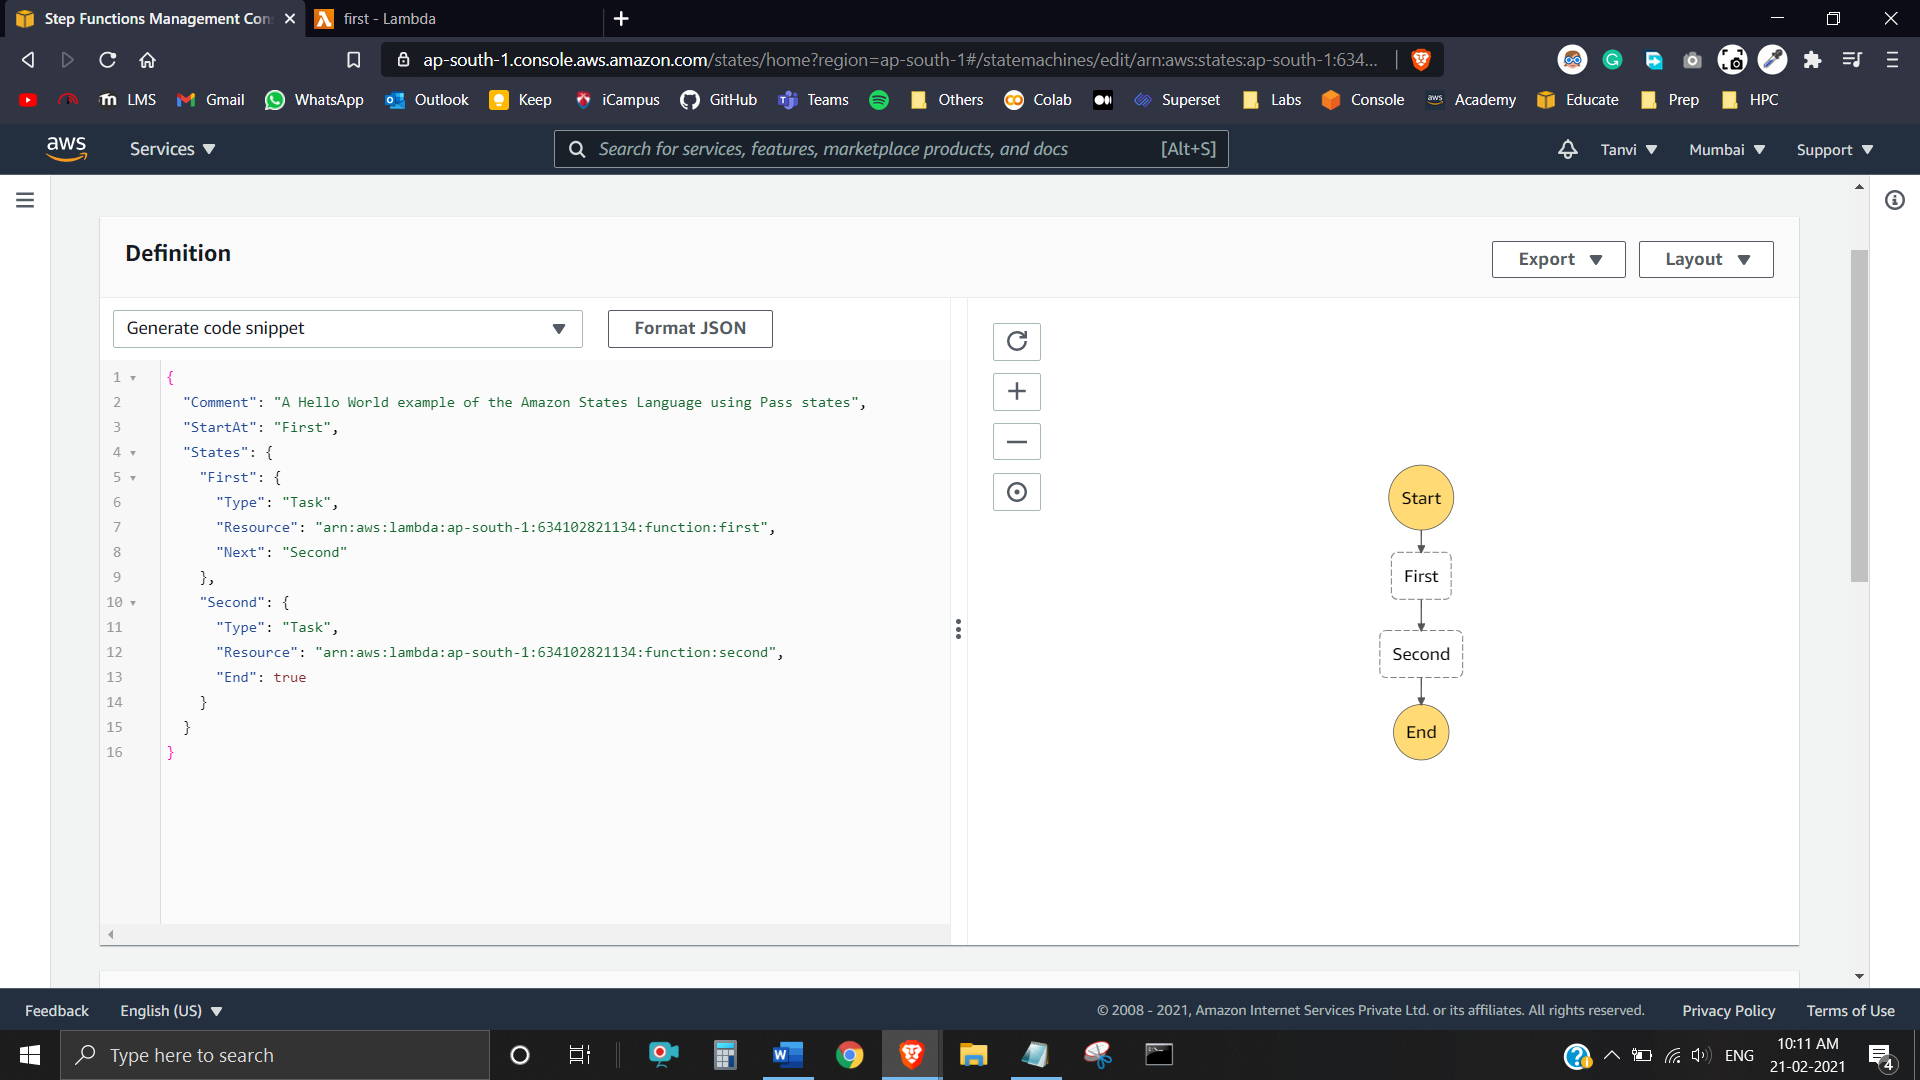 Step Functions Management Con
first - Lambda
ap-south-1.console.aws.amazon.com/states/home?region=ap-south-1#/statemachines/edit/arn:aws:states:ap-south-1:634...
LMS Gmail WhatsApp Outlook Keep iCampus GitHub Teams Others Colab Superset Labs Console aws Academy Educate Prep HPC
aws Services Search for services, features, marketplace products, and docs [Alt+S] Tanvi Mumbai Support
Definition
Export Layout
Generate code snippet Format JSON
1 {
2 "Comment": "A Hello World example of the Amazon States Language using Pass states",
3 "StartAt": "First",
4 "States": {
5 "First": {
6 "Type": "Task",
7 "Resource": "arn:aws:lambda:ap-south-1:634102821134:function:first",
8 "Next": "Second"
9 },
10 "Second": {
11 "Type": "Task",
12 "Resource": "arn:aws:lambda:ap-south-1:634102821134:function:second",
13 "End": true
14 }
15 }
16 }
Start
First
Second
End
Feedback English (US) © 2008 - 2021, Amazon Internet Services Private Ltd. or its affiliates. All rights reserved. Privacy Policy Terms of Use
Type here to search
ENG
10:11 AM
21-02-2021
4